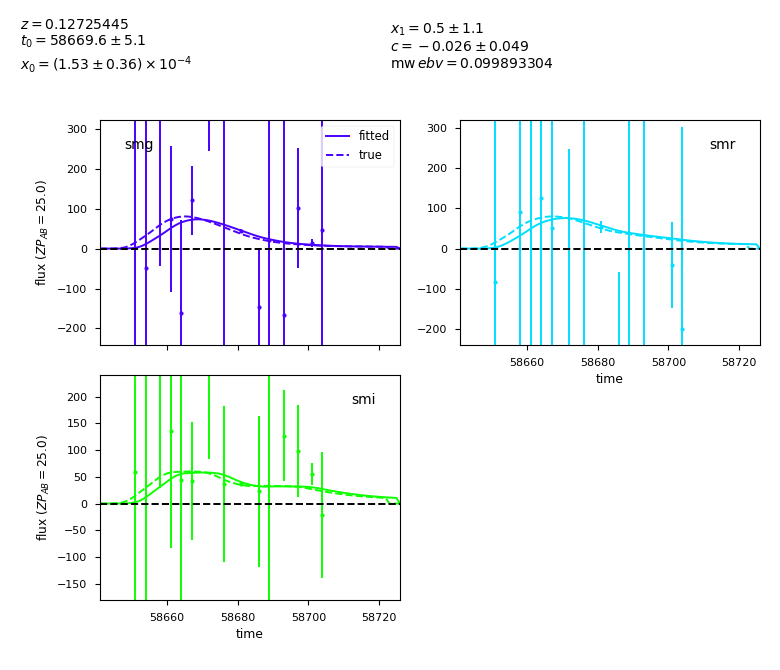 z = 0.12725445
t₀ = 58669.6 ± 5.1
x₀ = (1.53 ± 0.36) × 10⁻⁴
x₁ = 0.5 ± 1.1
c = −0.026 ± 0.049
mw ebv = 0.099893304
smg
fitted
true
300
200
100
0
−100
−200
flux (ZP_AB = 25.0)
smr
300
200
100
0
−100
−200
58660 58680 58700 58720
time
smi
200
150
100
50
0
−50
−100
−150
flux (ZP_AB = 25.0)
58660 58680 58700 58720
time